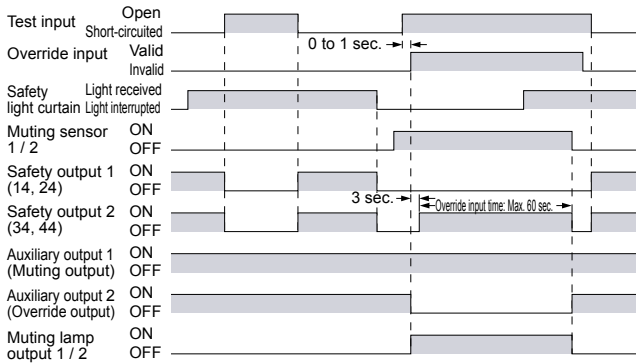 Test input Open
Short-circuited
0 to 1 sec.
Override input Valid
Invalid
Safety Light received
light curtain Light interrupted
Muting sensor ON
1 / 2 OFF
Safety output 1 ON
(14, 24) OFF
3 sec. Override input time: Max. 60 sec.
Safety output 2 ON
(34, 44) OFF
Auxiliary output 1 ON
(Muting output) OFF
Auxiliary output 2 ON
(Override output) OFF
Muting lamp ON
output 1 / 2 OFF